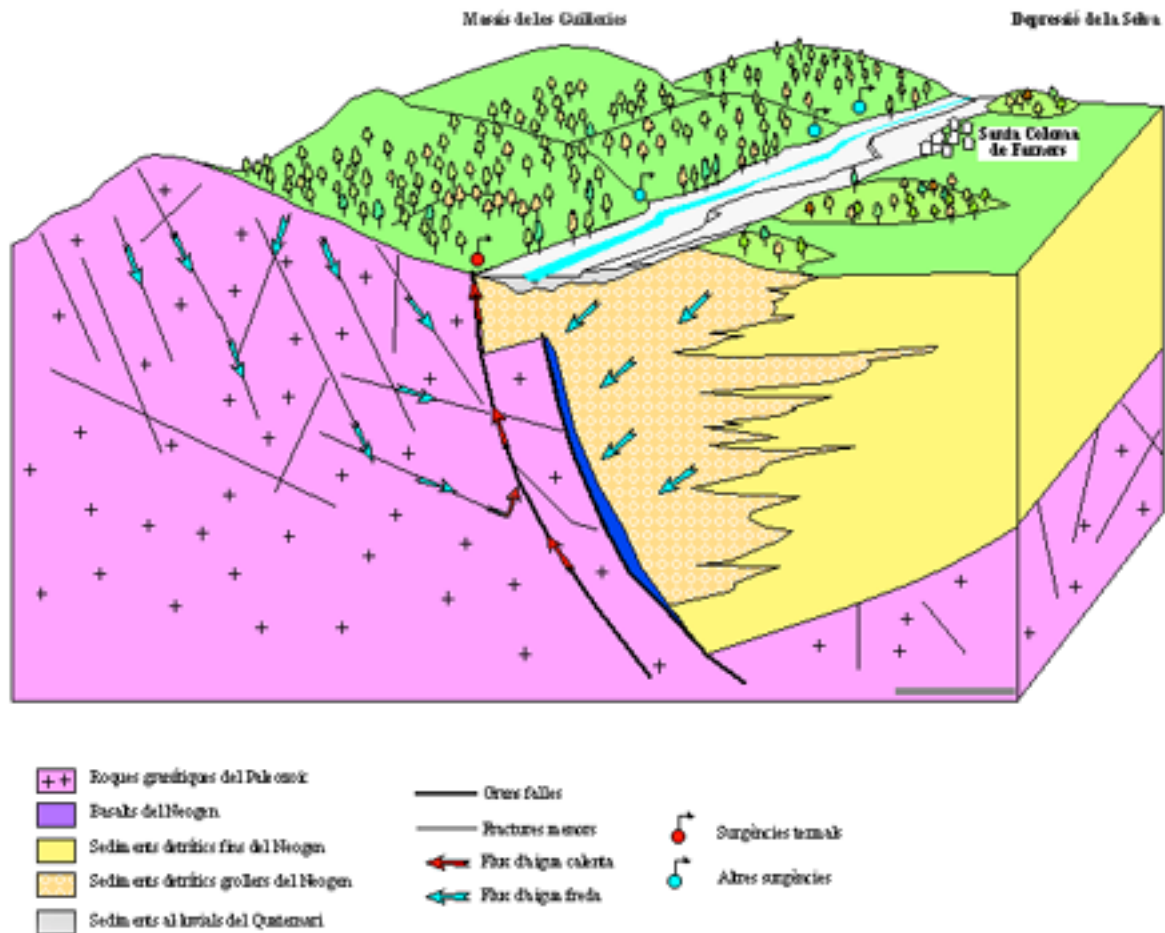 Massís de les Guilleries
Depressió de la Selva
Santa Coloma
de Farners
Roques granítiques del Paleozoic
Basalts del Neogen
Sediments detrítics fins del Neogen
Sediments detrítics grollers del Neogen
Sediments al·luvials del Quaternari
Grans falles
Fractures menors
Flux d'aigua calenta
Flux d'aigua freda
Surgències termals
Altres surgències